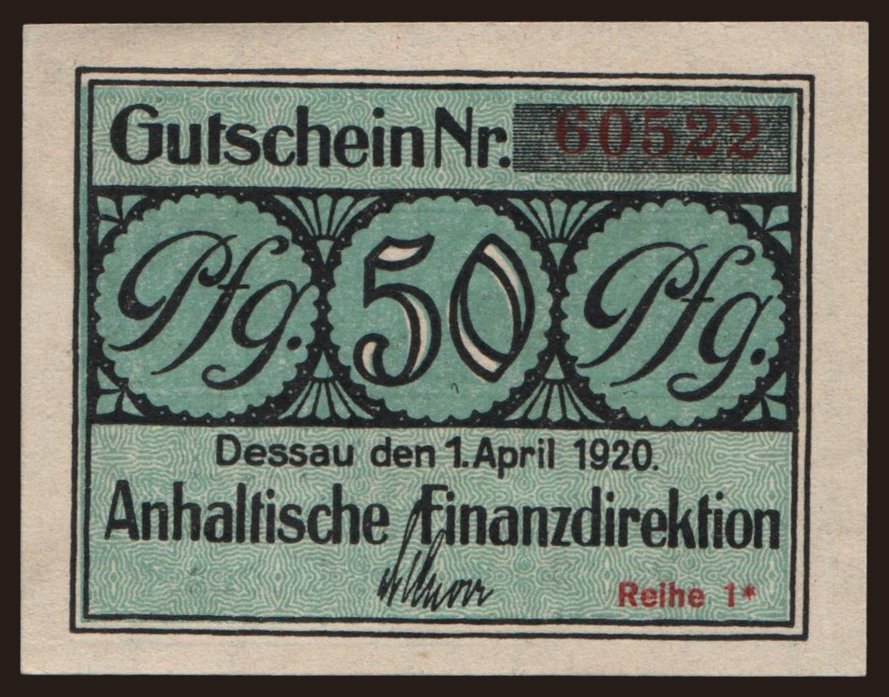 Gutschein Nr. 60522
Pfg. 50 Pfg.
Dessau den 1. April 1920.
Anhaltische Finanzdirektion
Reihe 1*